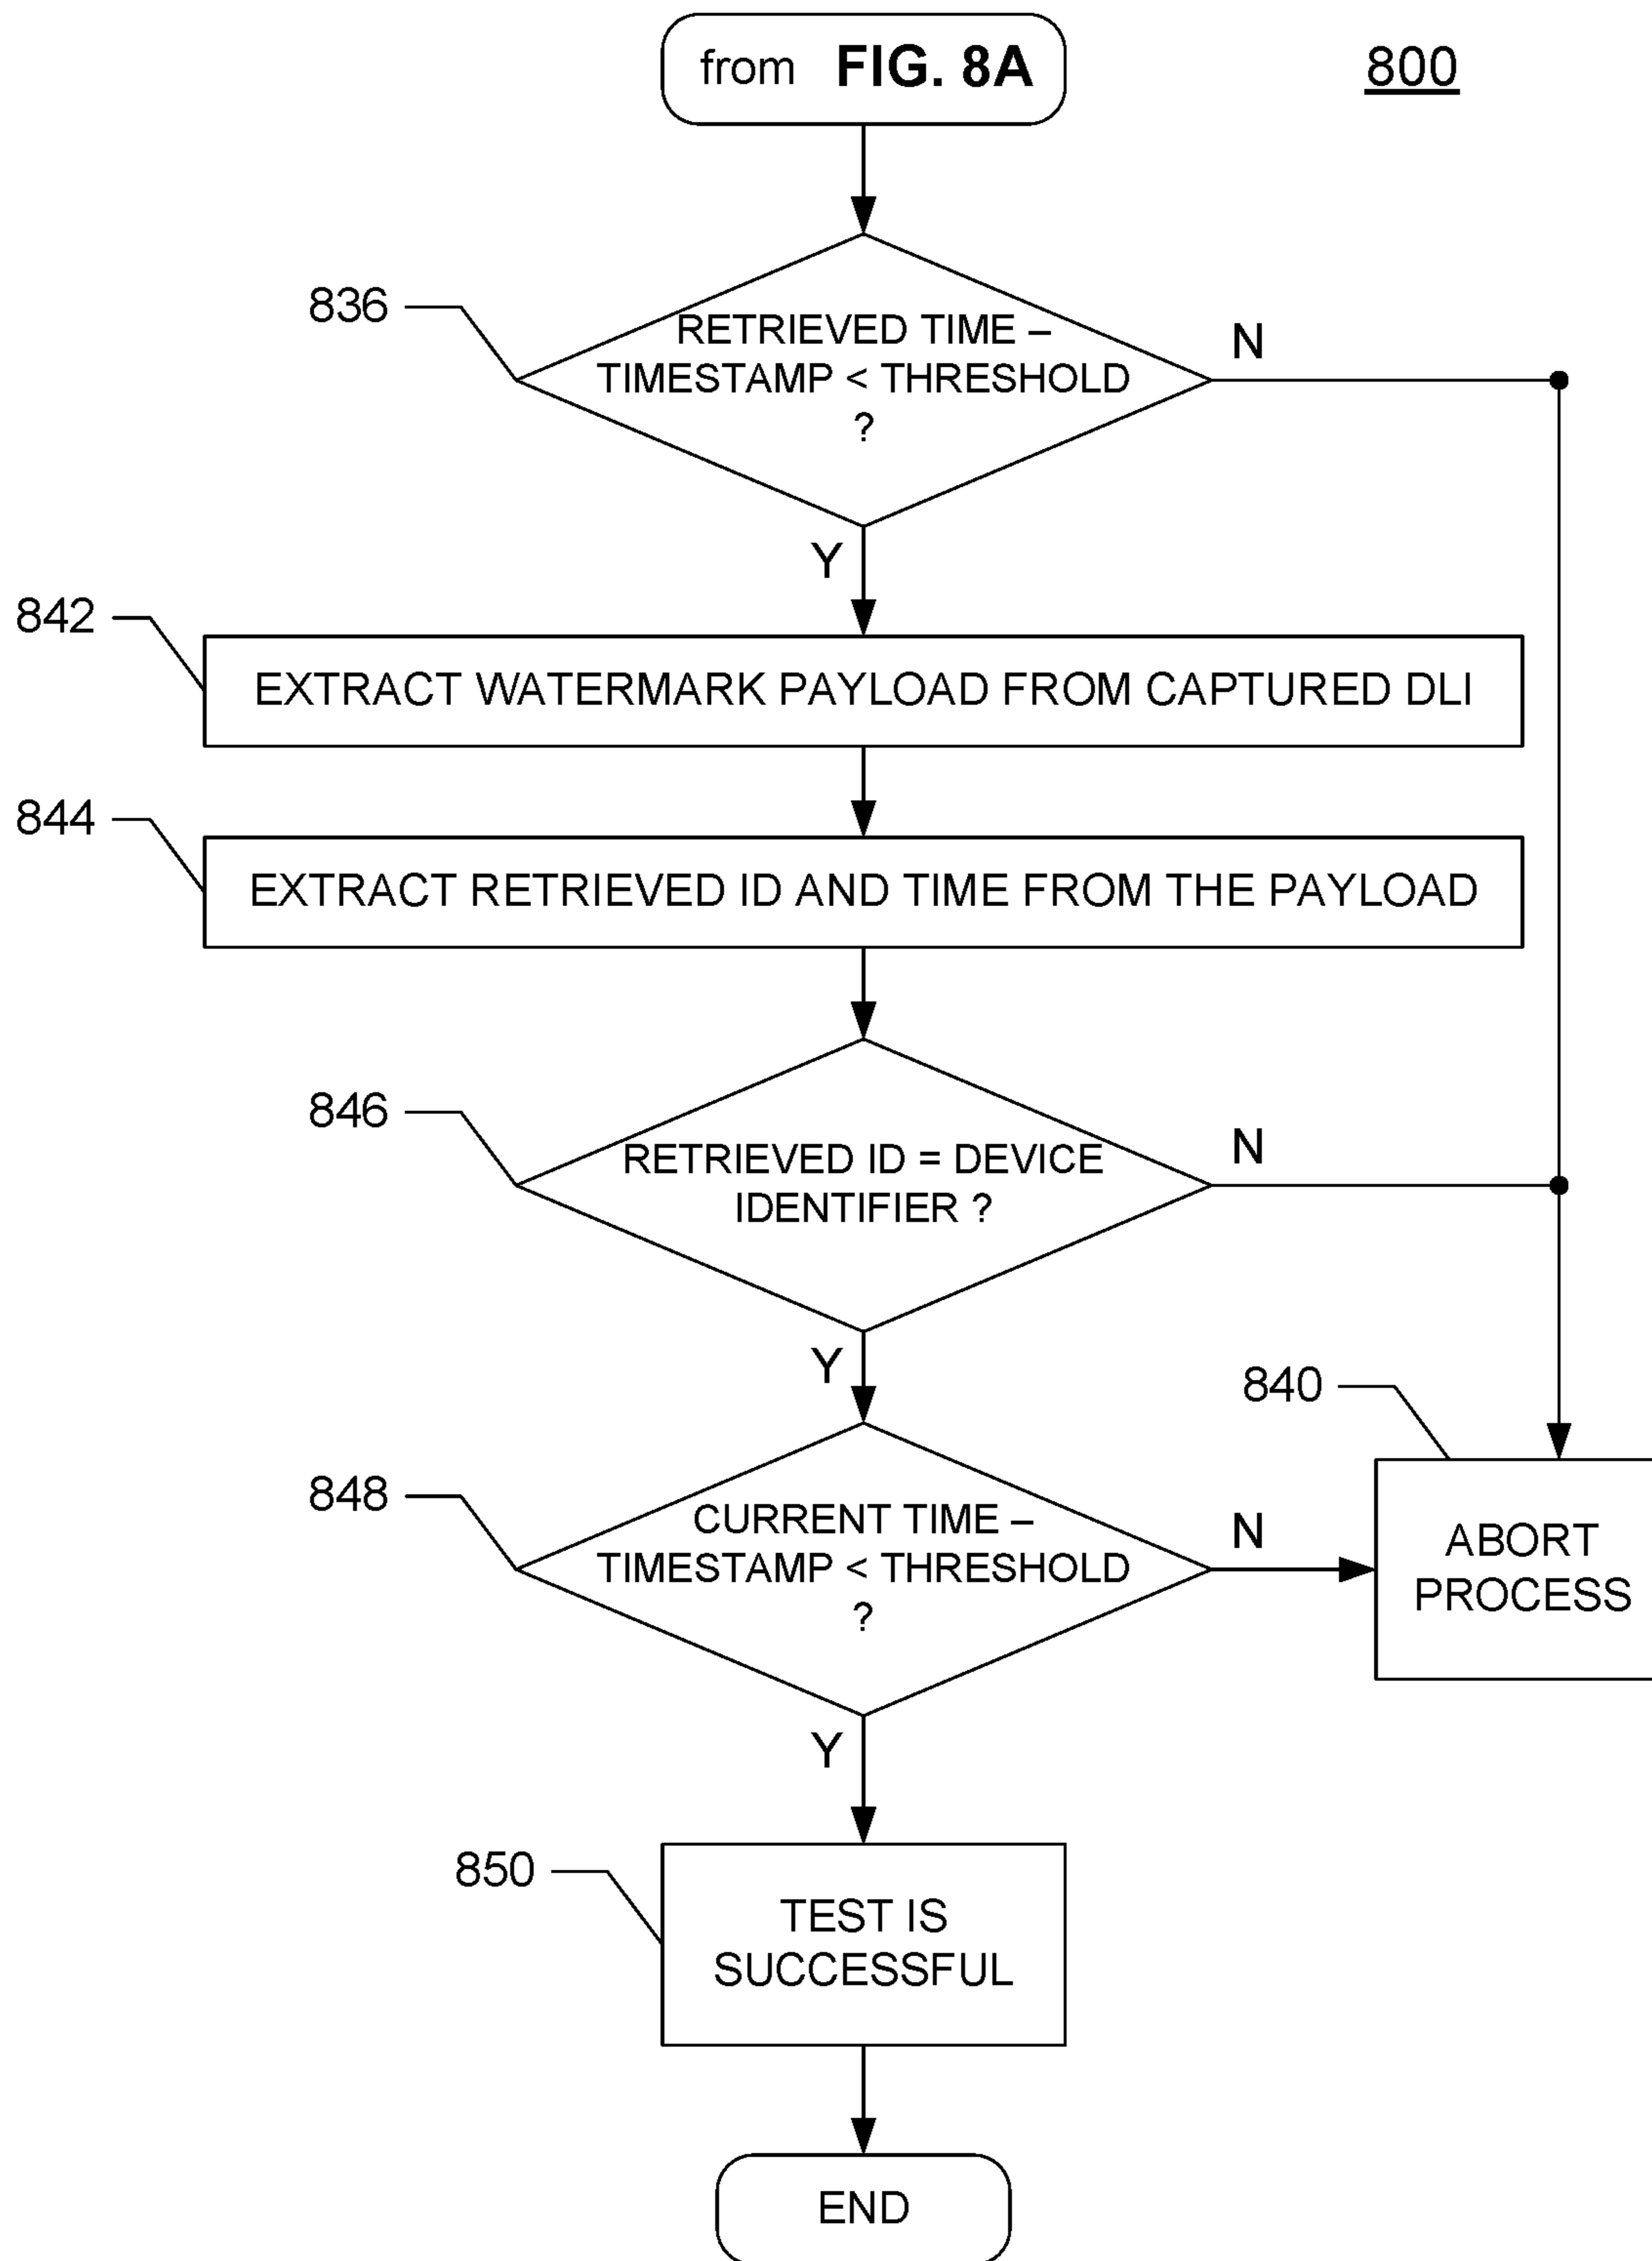 from FIG. 8A
800
836
RETRIEVED TIME –
TIMESTAMP < THRESHOLD
?
N
Y
842
EXTRACT WATERMARK PAYLOAD FROM CAPTURED DLI
844
EXTRACT RETRIEVED ID AND TIME FROM THE PAYLOAD
846
RETRIEVED ID = DEVICE
IDENTIFIER ?
N
Y
840
848
CURRENT TIME –
TIMESTAMP < THRESHOLD
?
N
ABORT
PROCESS
Y
850
TEST IS
SUCCESSFUL
END